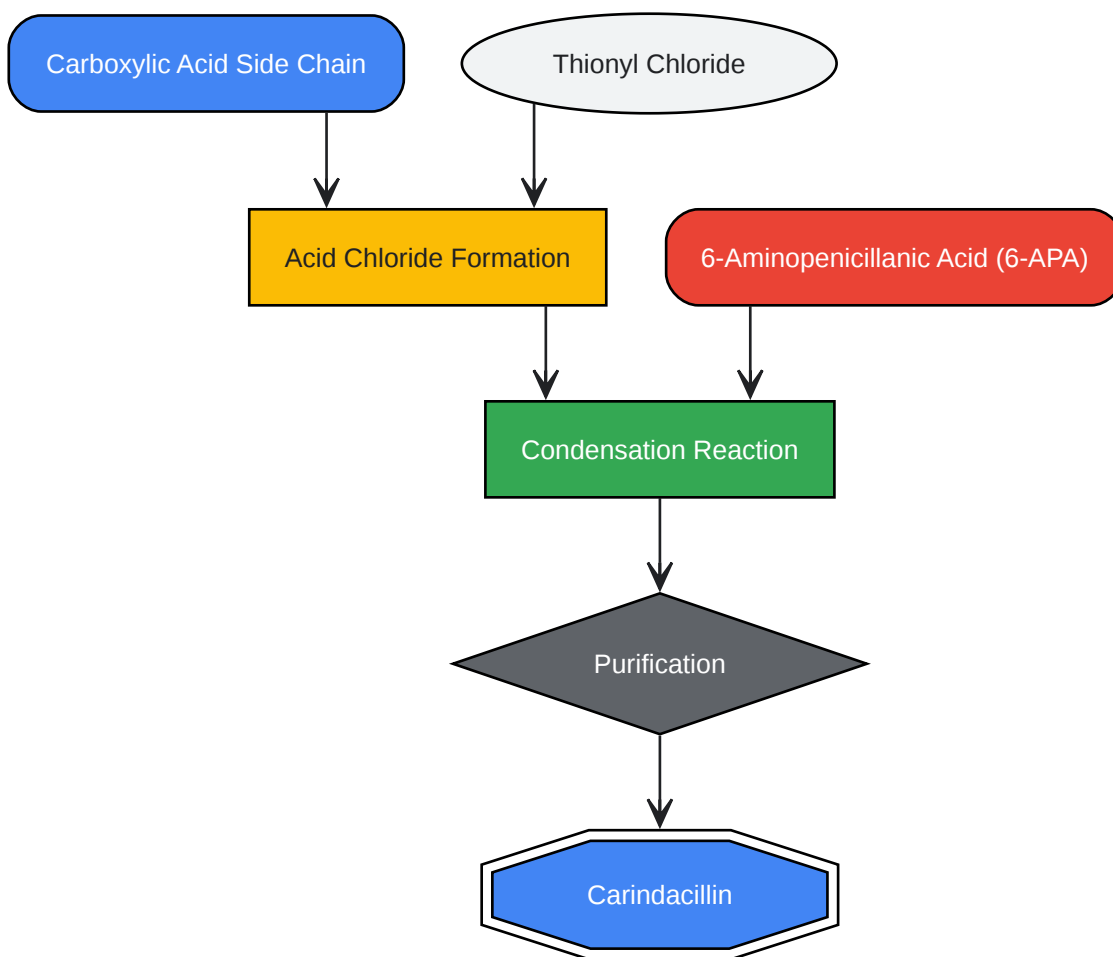 Carboxylic Acid Side Chain
Thionyl Chloride
Acid Chloride Formation
6-Aminopenicillanic Acid (6-APA)
Condensation Reaction
Purification
Carindacillin